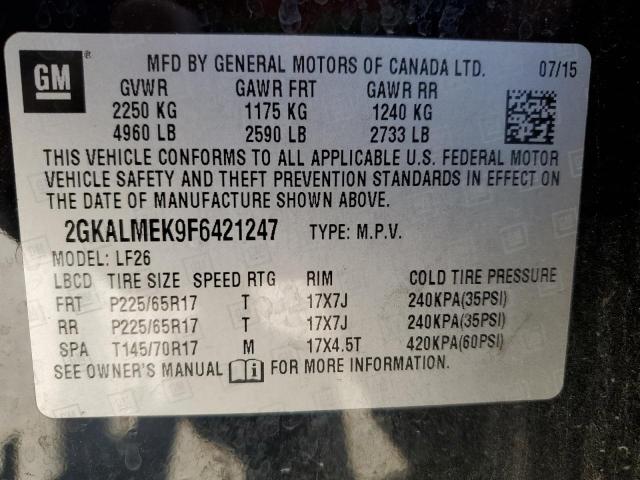 GM ®
MFD BY GENERAL MOTORS OF CANADA LTD. 07/15
GVWR GAWR FRT GAWR RR
2250 KG 1175 KG 1240 KG
4960 LB 2590 LB 2733 LB
THIS VEHICLE CONFORMS TO ALL APPLICABLE U.S. FEDERAL MOTOR
VEHICLE SAFETY AND THEFT PREVENTION STANDARDS IN EFFECT ON
THE DATE OF MANUFACTURE SHOWN ABOVE.
2GKALMEK9F6421247 TYPE: M.P.V.
MODEL: LF26
LBCD TIRE SIZE SPEED RTG RIM COLD TIRE PRESSURE
FRT P225/65R17 T 17X7J 240KPA(35PSI)
RR P225/65R17 T 17X7J 240KPA(35PSI)
SPA T145/70R17 M 17X4.5T 420KPA(60PSI)
SEE OWNER'S MANUAL i FOR MORE INFORMATION.